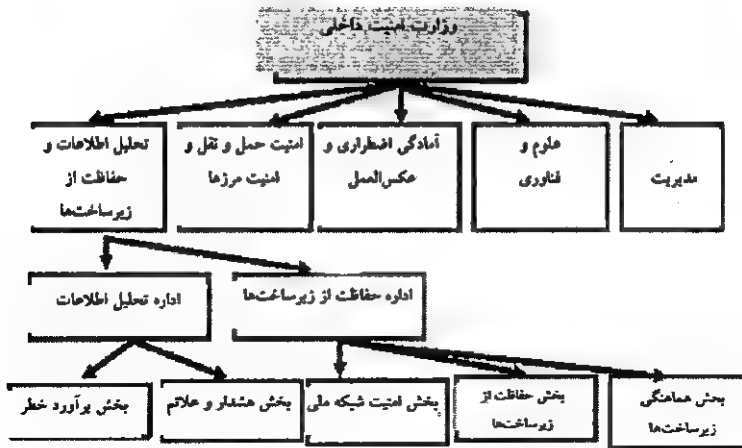 وزارت امنیت داخلی
مدیریت
علوم و
فناوری
آمادگی اضطراری و
عکس‌العمل
امنیت حمل و نقل و
امنیت مرزها
تحلیل اطلاعات و
حفاظت از
زیرساخت‌ها
اداره حفاظت از زیرساخت‌ها
اداره تحلیل اطلاعات
بخش هماهنگی
زیرساخت‌ها
بخش حفاظت از
زیرساخت‌ها
بخش امنیت شبکه ملی
بخش هشدار و علائم
بخش برآورد خطر